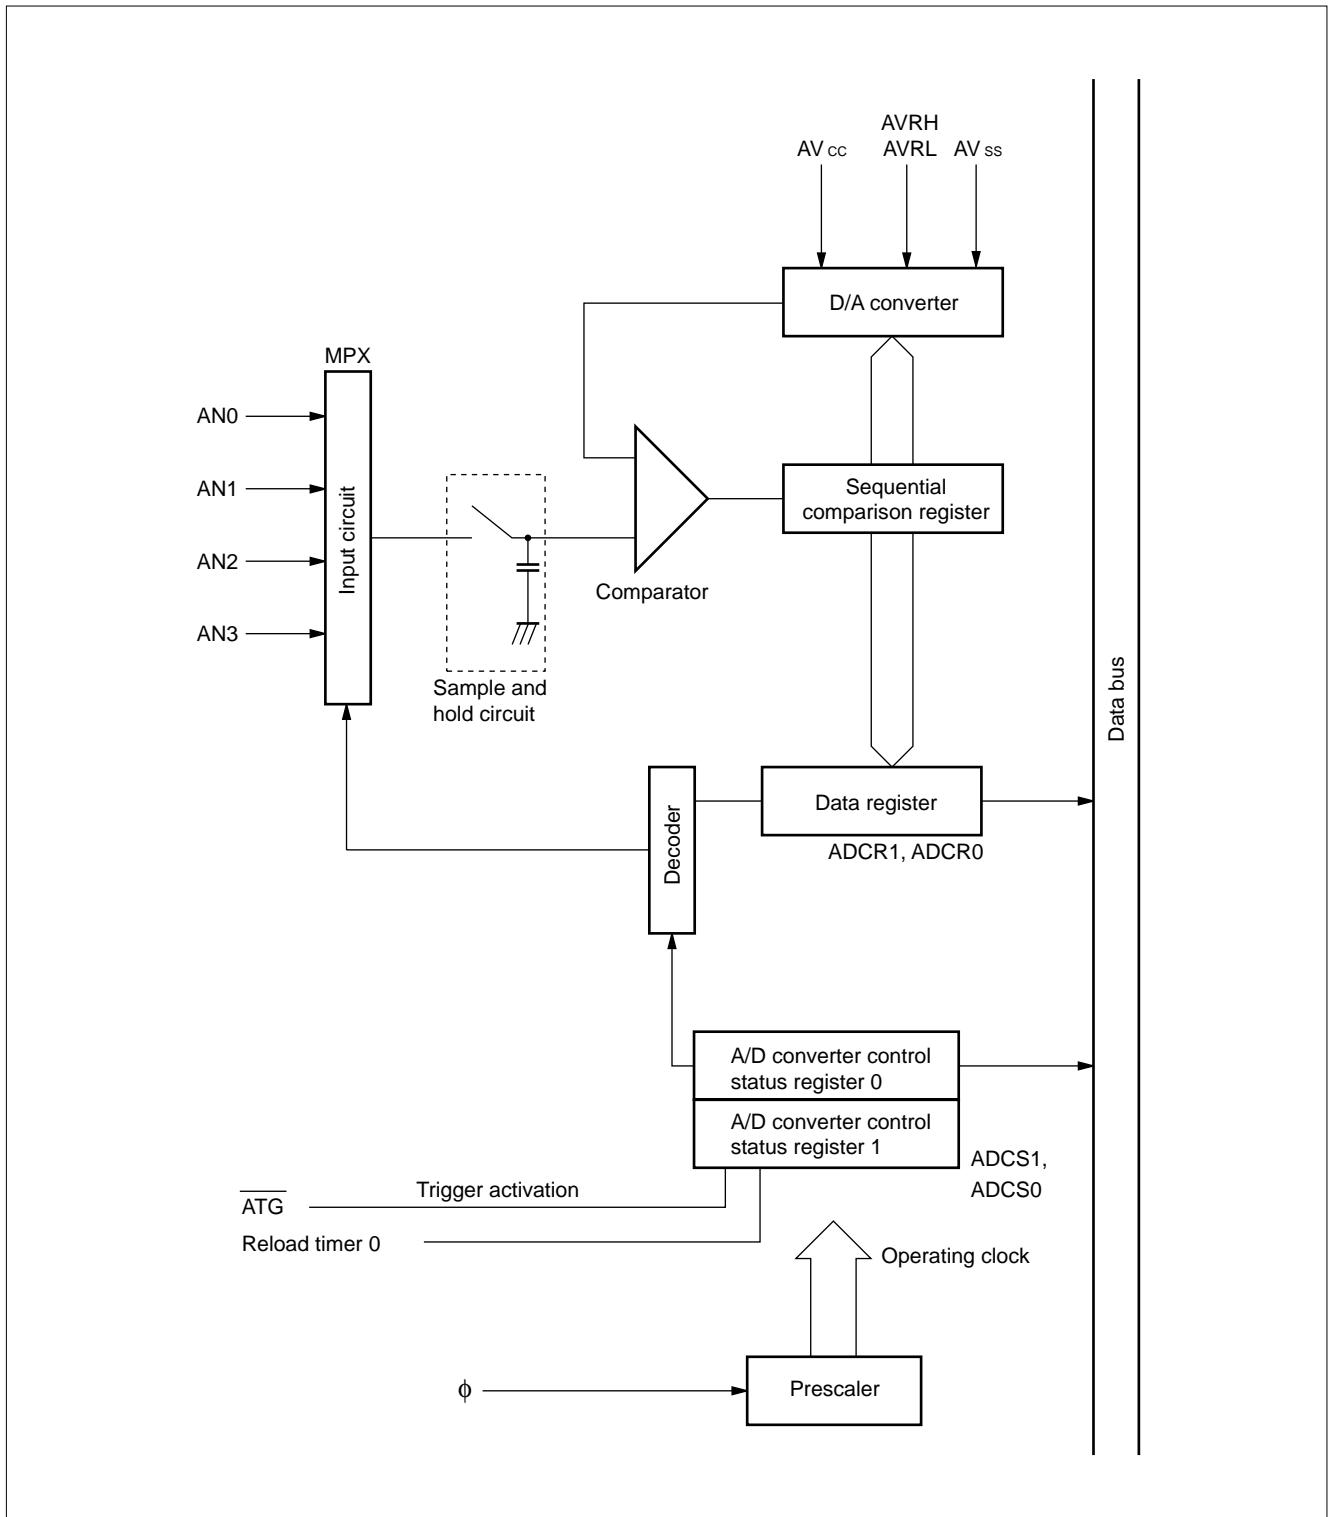 AVRH
AV CC
AVRL
AV SS
D/A converter
MPX
AN0
AN1
AN2
AN3
Input circuit
Sequential
comparison register
Comparator
Sample and
hold circuit
Data bus
Decoder
Data register
ADCR1, ADCR0
A/D converter control
status register 0
A/D converter control
status register 1
ADCS1,
ADCS0
ATG
Trigger activation
Reload timer 0
Operating clock
ϕ
Prescaler